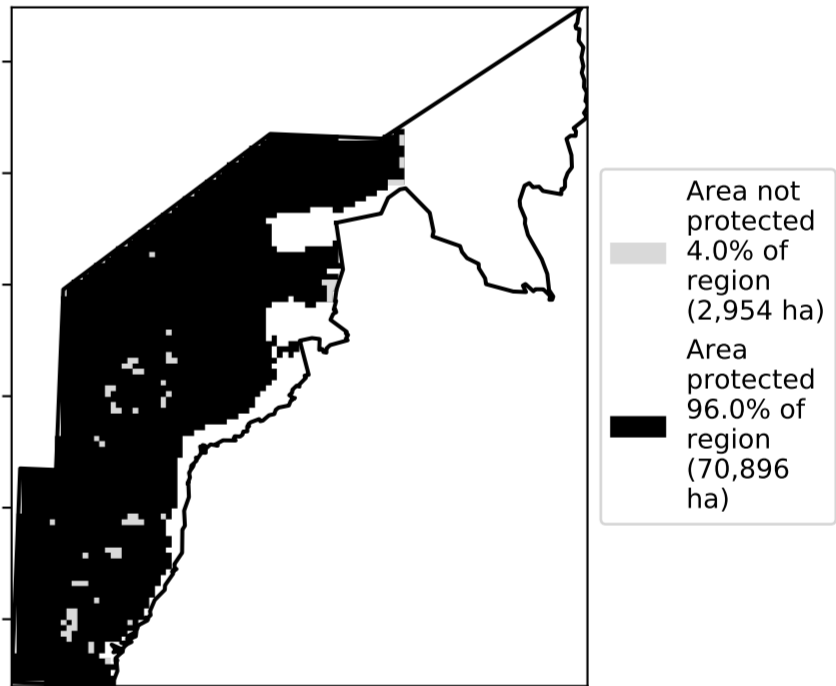 Area not
protected
4.0% of
region
(2,954 ha)
Area
protected
96.0% of
region
(70,896
ha)